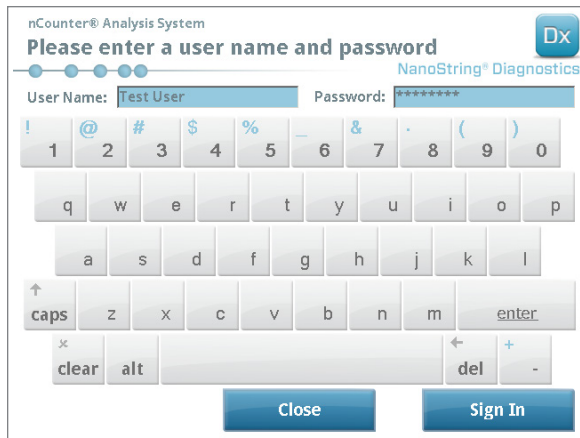 nCounter® Analysis System
Please enter a user name and password
Dx
NanoString® Diagnostics
User Name: Test User Password: ********
! @ # $ % _ & . ( )
1 2 3 4 5 6 7 8 9 0
q w e r t y u i o p
a s d f g h j k l
caps z x c v b n m enter
clear alt del + -
Close Sign In